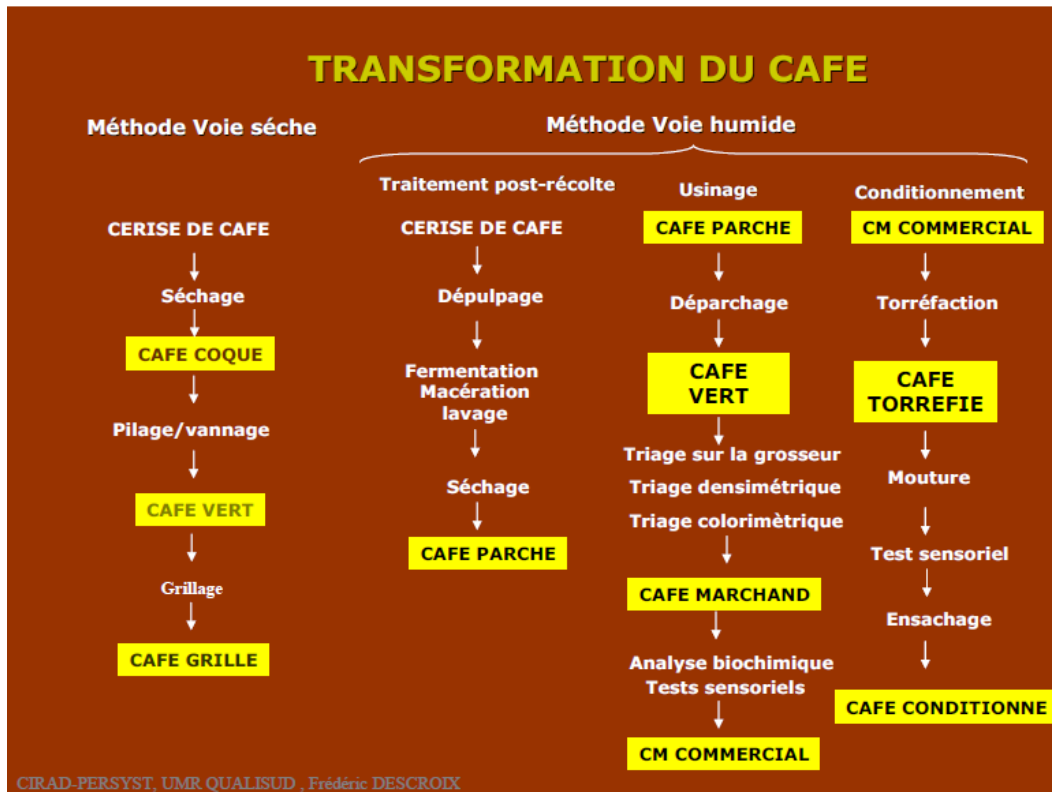 TRANSFORMATION DU CAFE
Méthode Voie séche
Méthode Voie humide
CERISE DE CAFE
Séchage
CAFE COQUE
Pilage/vannage
CAFE VERT
Grillage
CAFE GRILLE
Traitement post-récolte
CERISE DE CAFE
Dépulpage
Fermentation
Macération
lavage
Séchage
CAFE PARCHE
Usinage
CAFE PARCHE
Déparchage
CAFE
VERT
Triage sur la grosseur
Triage densimétrique
Triage colorimètrique
CAFE MARCHAND
Analyse biochimique
Tests sensoriels
CM COMMERCIAL
Conditionnement
CM COMMERCIAL
Torréfaction
CAFE
TORREFIE
Mouture
Test sensoriel
Ensachage
CAFE CONDITIONNE
CIRAD-PERSYST, UMR QUALISUD , Frédéric DESCROIX